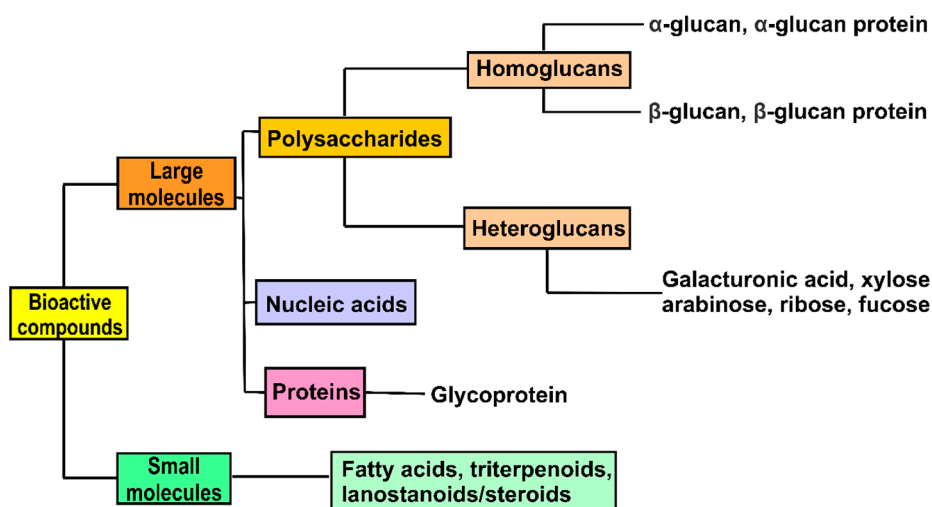 α-glucan, α-glucan protein
Homoglucans
β-glucan, β-glucan protein
Polysaccharides
Large
molecules
Heteroglucans
Galacturonic acid, xylose
arabinose, ribose, fucose
Bioactive
compounds
Nucleic acids
Proteins
Glycoprotein
Small
molecules
Fatty acids, triterpenoids,
lanostanoids/steroids